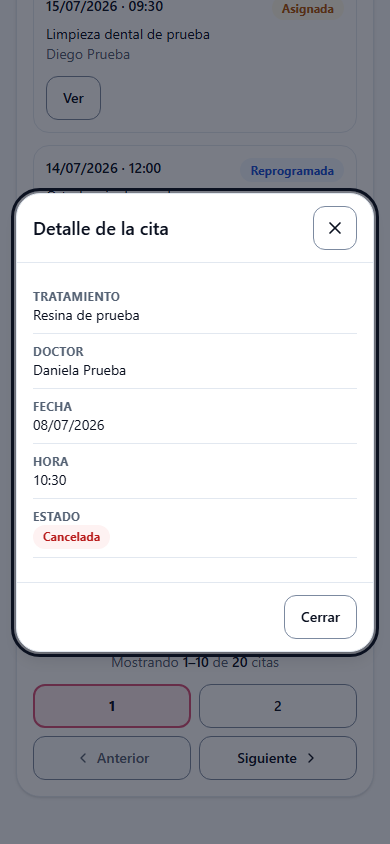 15/07/2026 · 09:30
Asignada
Limpieza dental de prueba
Diego Prueba
Ver
14/07/2026 · 12:00
Reprogramada
Detalle de la cita
TRATAMIENTO
Resina de prueba
DOCTOR
Daniela Prueba
FECHA
08/07/2026
HORA
10:30
ESTADO
Cancelada
Cerrar
Mostrando 1–10 de 20 citas
1
2
Anterior
Siguiente